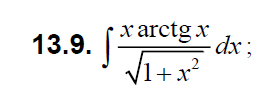 13.9. ∫ x arctg x / √(1 + x²) dx;